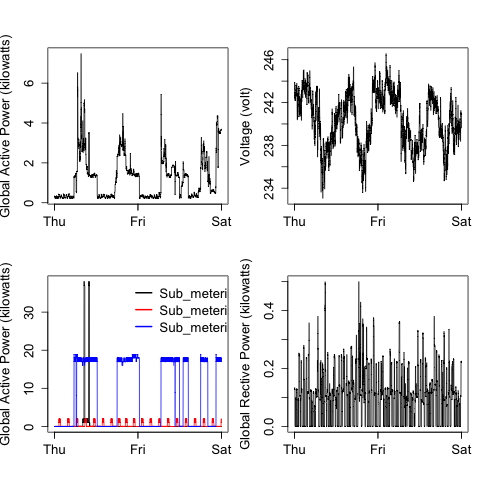 Global Active Power (kilowatts)
0 2 4 6
Thu Fri Sat
Voltage (volt)
234 238 242 246
Thu Fri Sat
Global Active Power (kilowatts)
0 10 20 30
Sub_meteri
Sub_meteri
Sub_meteri
Thu Fri Sat
Global Rective Power (kilowatts)
0.0 0.2 0.4
Thu Fri Sat